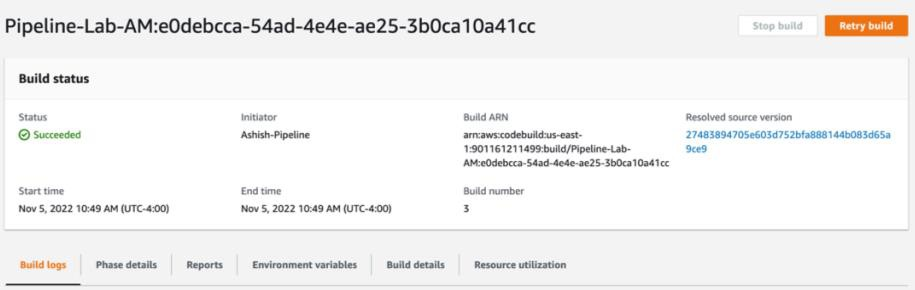 Pipeline-Lab-AM:e0debcca-54ad-4e4e-ae25-3b0ca10a41cc
Stop build
Retry build
Build status
Status
Initiator
Build ARN
Resolved source version
Succeeded
Ashish-Pipeline
arn:aws:codebuild:us-east-
1:901161211499:build/Pipeline-Lab-
AM:e0debcca-54ad-4e4e-ae25-3b0ca10a41cc
27483894705e603d752bfa888144b083d65a
9ce9
Start time
End time
Build number
Nov 5, 2022 10:49 AM (UTC-4:00)
Nov 5, 2022 10:49 AM (UTC-4:00)
3
Build logs
Phase details
Reports
Environment variables
Build details
Resource utilization